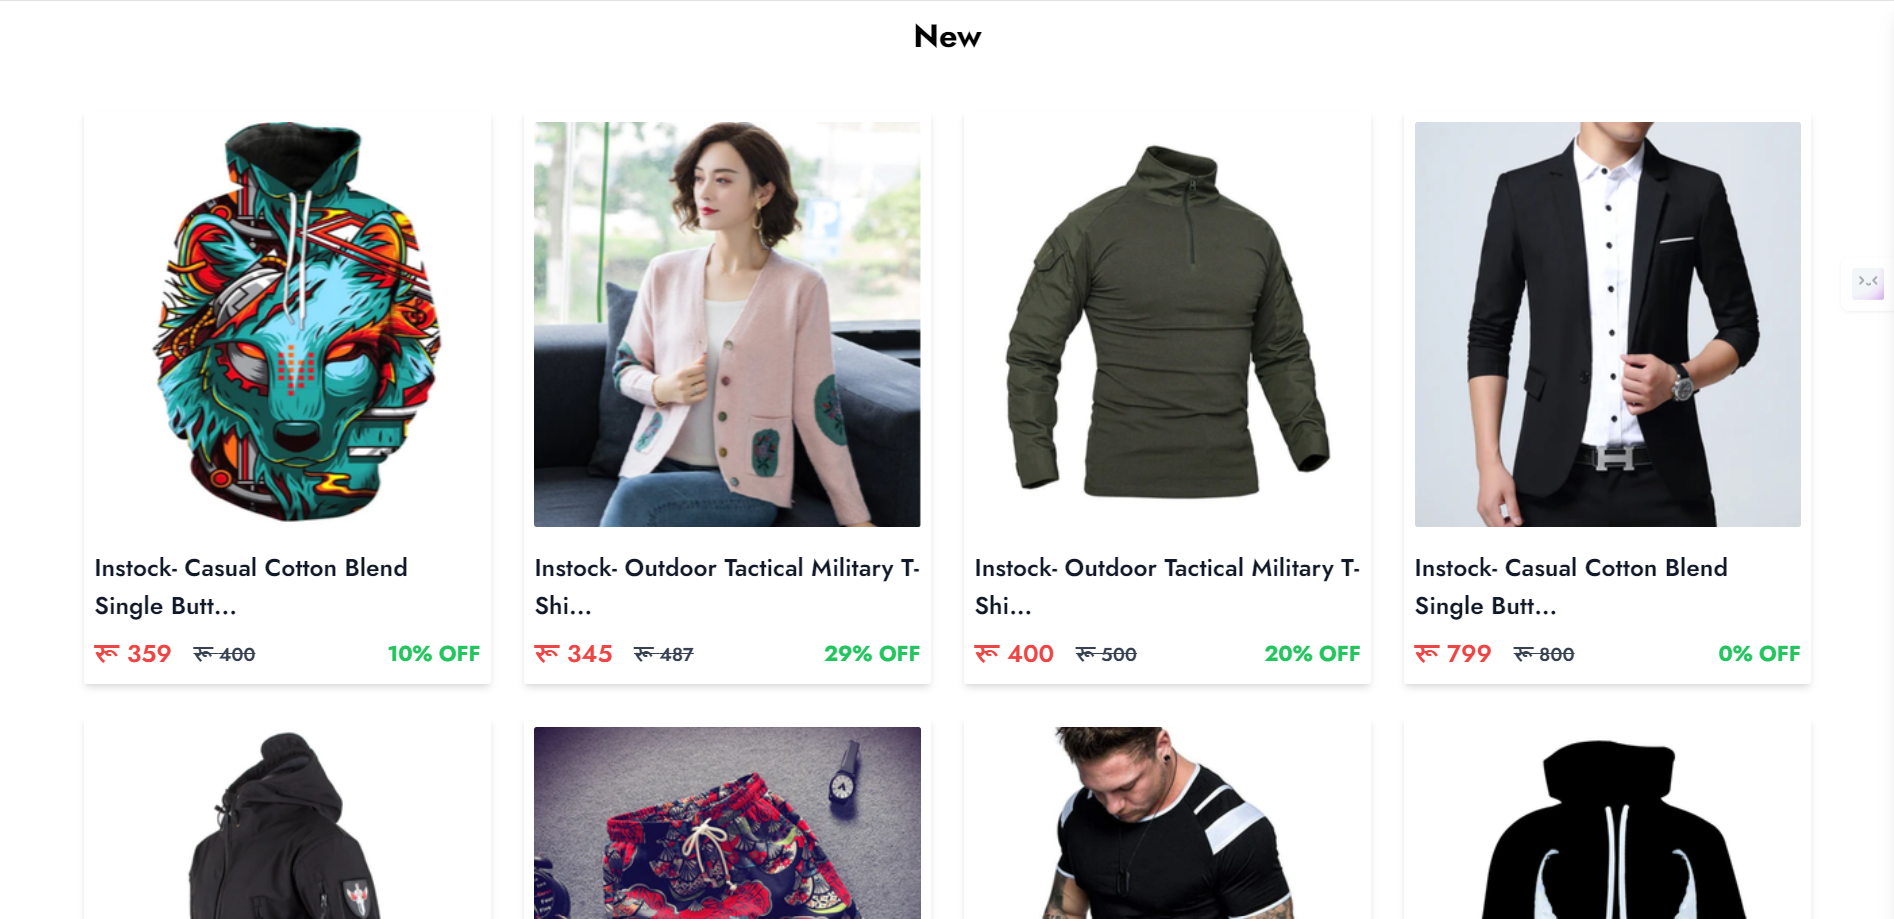 New
Instock- Casual Cotton Blend
Single Butt...
रू 359 रू 400 10% OFF
Instock- Outdoor Tactical Military T-
Shi...
रू 345 रू 487 29% OFF
Instock- Outdoor Tactical Military T-
Shi...
रू 400 रू 500 20% OFF
Instock- Casual Cotton Blend
Single Butt...
रू 799 रू 800 0% OFF